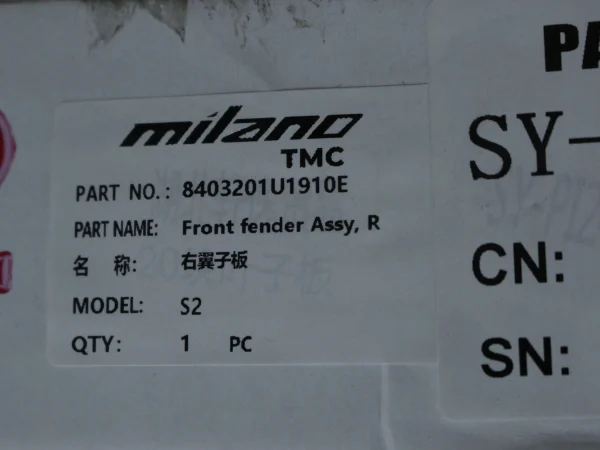 milano
TMC
PART NO.: 8403201U1910E
PART NAME: Front fender Assy, R
名 称: 右翼子板
MODEL: S2
QTY: 1 PC
PA
SY-
CN:
SN: